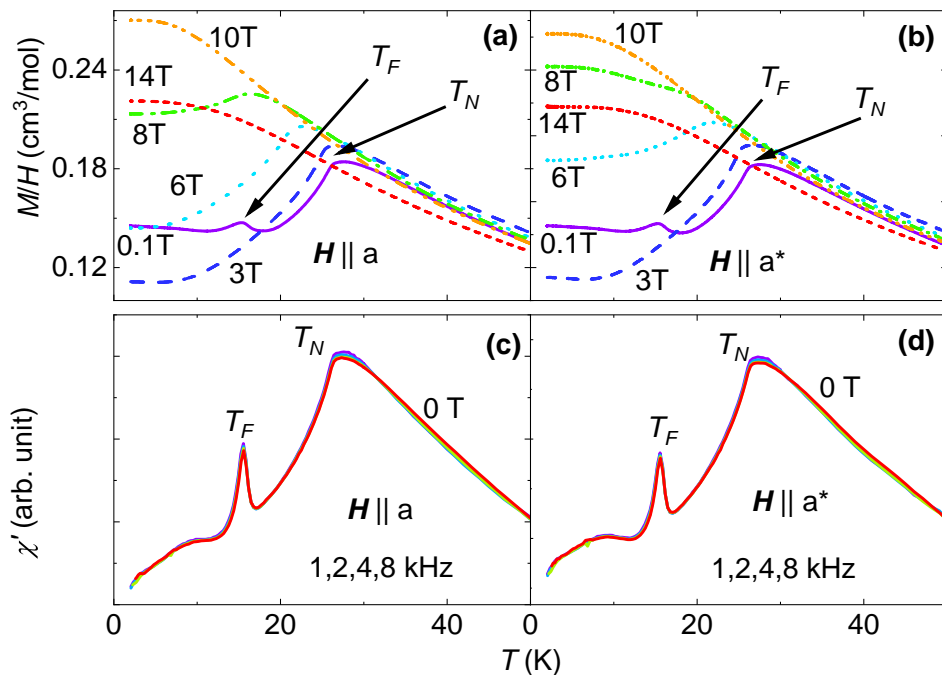 M/H (cm³/mol)
0.24
0.18
0.12
(a)
10T
14T
8T
6T
0.1T
3T
T_F
T_N
H || a
(b)
10T
8T
14T
6T
0.1T
3T
T_F
T_N
H || a*
χ′ (arb. unit)
(c)
T_N
T_F
0 T
H || a
1,2,4,8 kHz
(d)
T_N
T_F
0 T
H || a*
1,2,4,8 kHz
0 20 40 0 20 40
T (K)